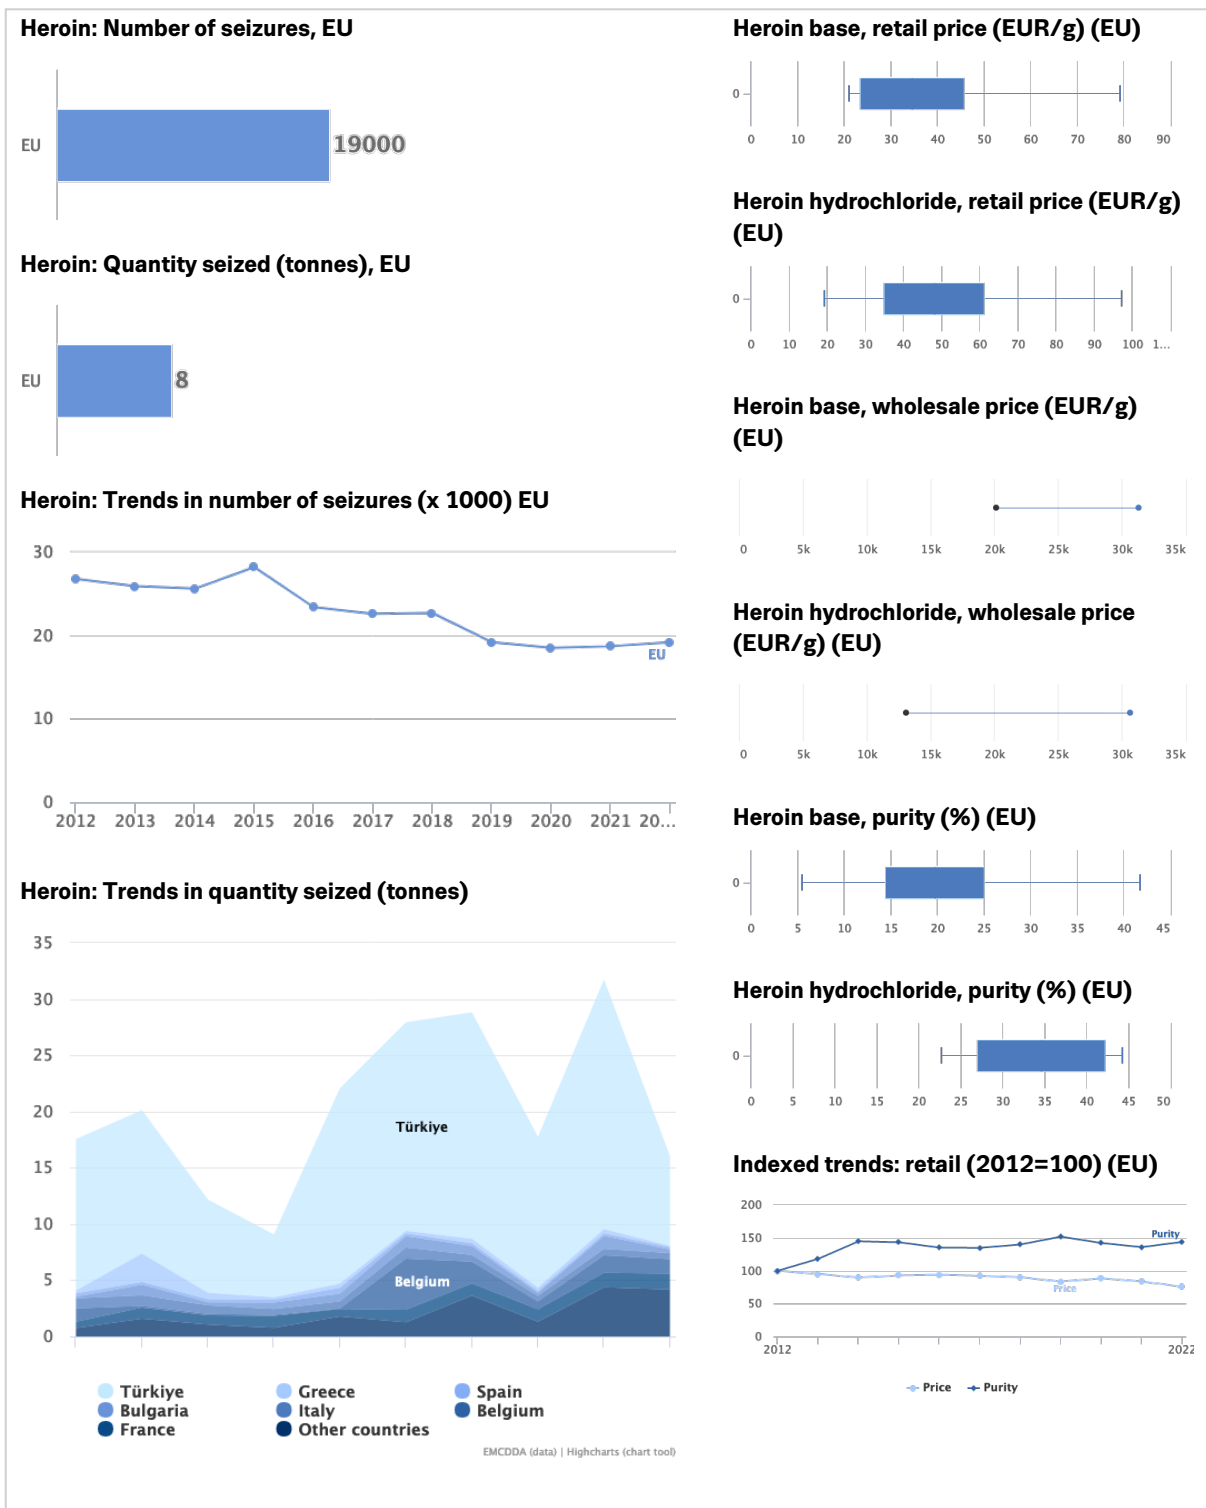 Heroin: Number of seizures, EU
EU
19000
Heroin: Quantity seized (tonnes), EU
EU
8
Heroin: Trends in number of seizures (x 1000) EU
30
20
10
0
EU
2012 2013 2014 2015 2016 2017 2018 2019 2020 2021 20...
Heroin: Trends in quantity seized (tonnes)
35
30
25
20
15
10
5
0
Türkiye
Belgium
Türkiye Greece Spain
Bulgaria Italy Belgium
France Other countries
EMCDDA (data) | Highcharts (chart tool)
Heroin base, retail price (EUR/g) (EU)
0
0 10 20 30 40 50 60 70 80 90
Heroin hydrochloride, retail price (EUR/g)
(EU)
0
0 10 20 30 40 50 60 70 80 90 100 1...
Heroin base, wholesale price (EUR/g)
(EU)
0 5k 10k 15k 20k 25k 30k 35k
Heroin hydrochloride, wholesale price
(EUR/g) (EU)
0 5k 10k 15k 20k 25k 30k 35k
Heroin base, purity (%) (EU)
0
0 5 10 15 20 25 30 35 40 45
Heroin hydrochloride, purity (%) (EU)
0
0 5 10 15 20 25 30 35 40 45 50
Indexed trends: retail (2012=100) (EU)
200
150
100
50
0
Purity
Price
2012 2022
Price Purity